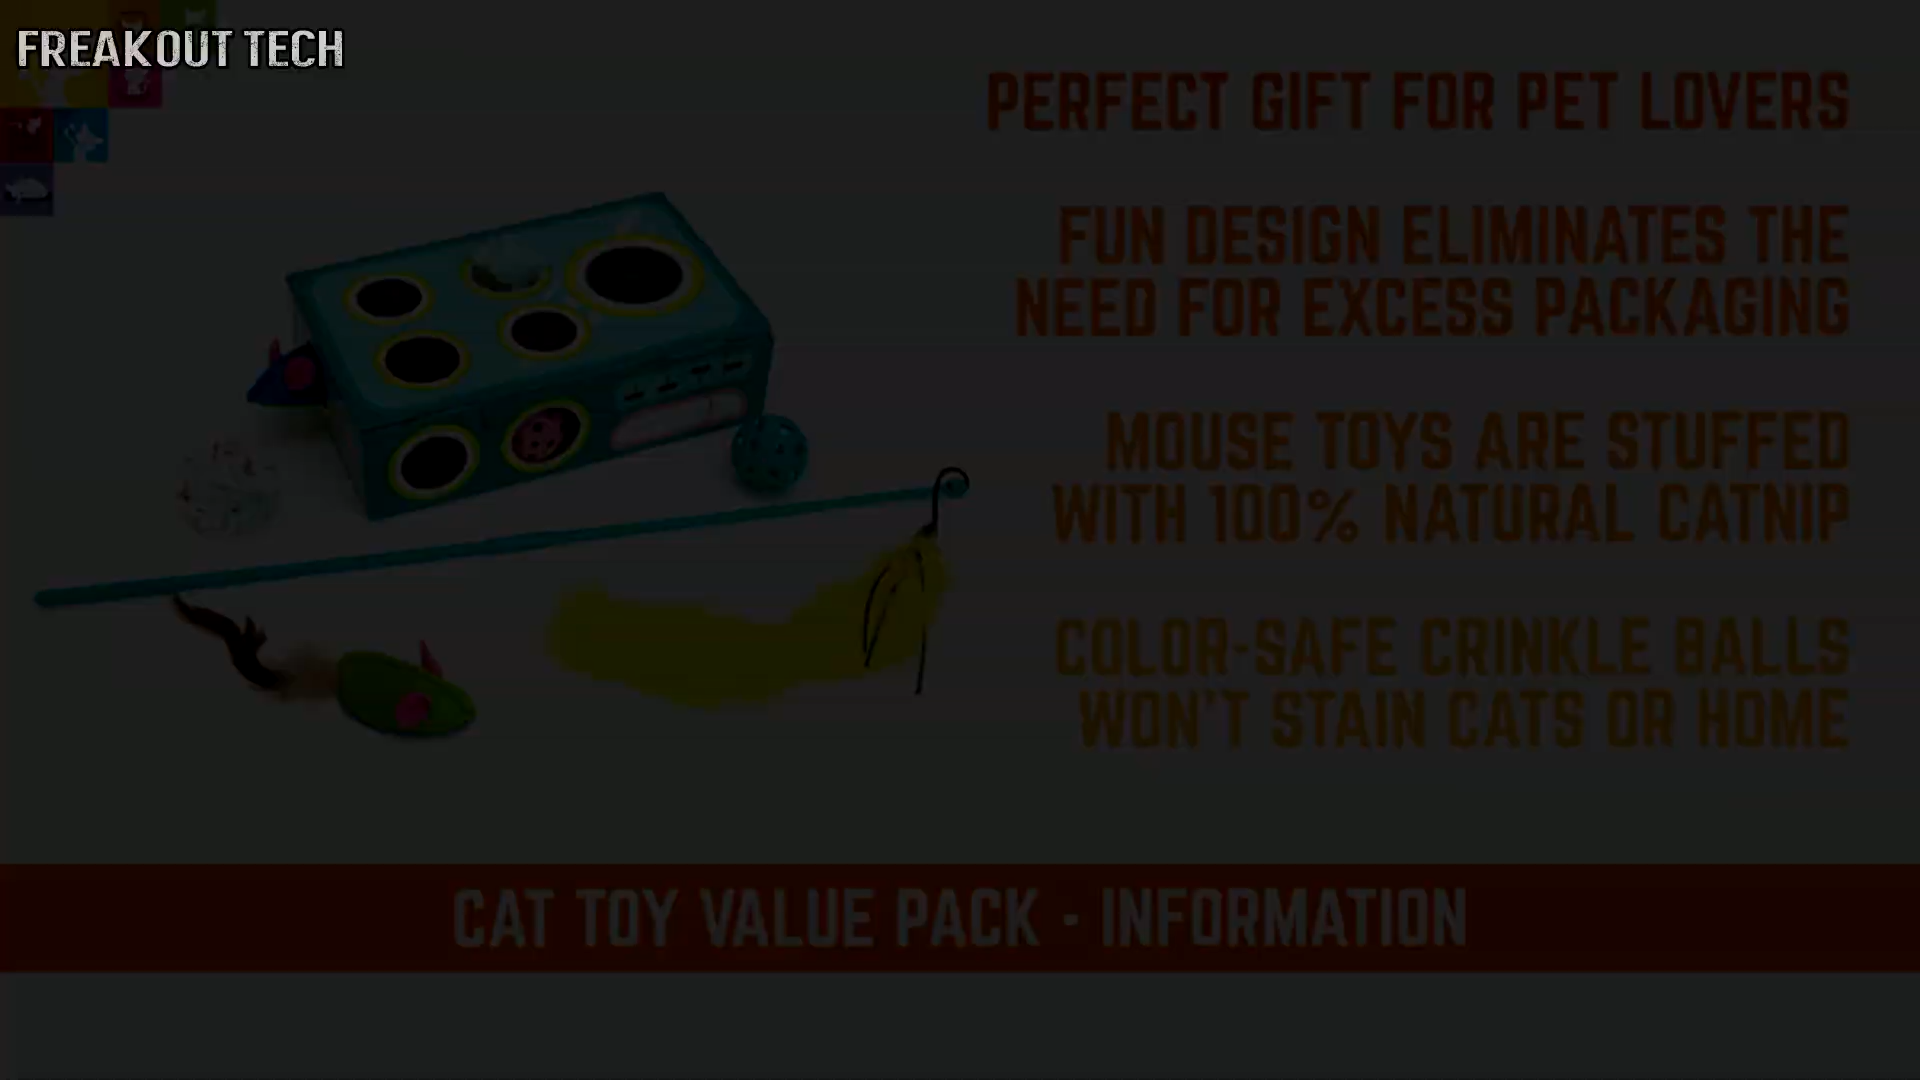 FREAKOUT TECH
PERFECT GIFT FOR PET LOVERS
FUN DESIGN ELIMINATES THE
NEED FOR EXCESS PACKAGING
MOUSE TOYS ARE STUFFED
WITH 100% NATURAL CATNIP
COLOR-SAFE CRINKLE BALLS
WON'T STAIN CATS OR HOME
CAT TOY VALUE PACK - INFORMATION